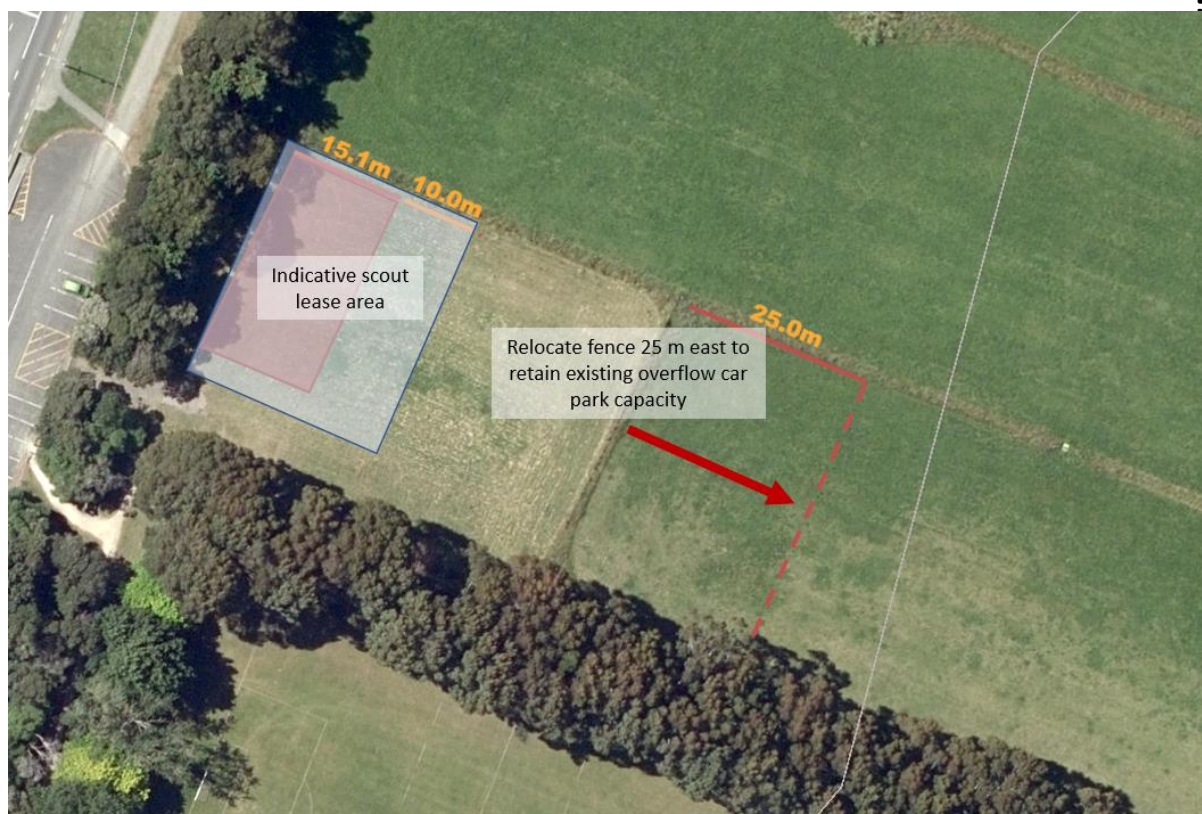 15.1m
10.0m
Indicative scout
lease area
25.0m
Relocate fence 25 m east to
retain existing overflow car
park capacity